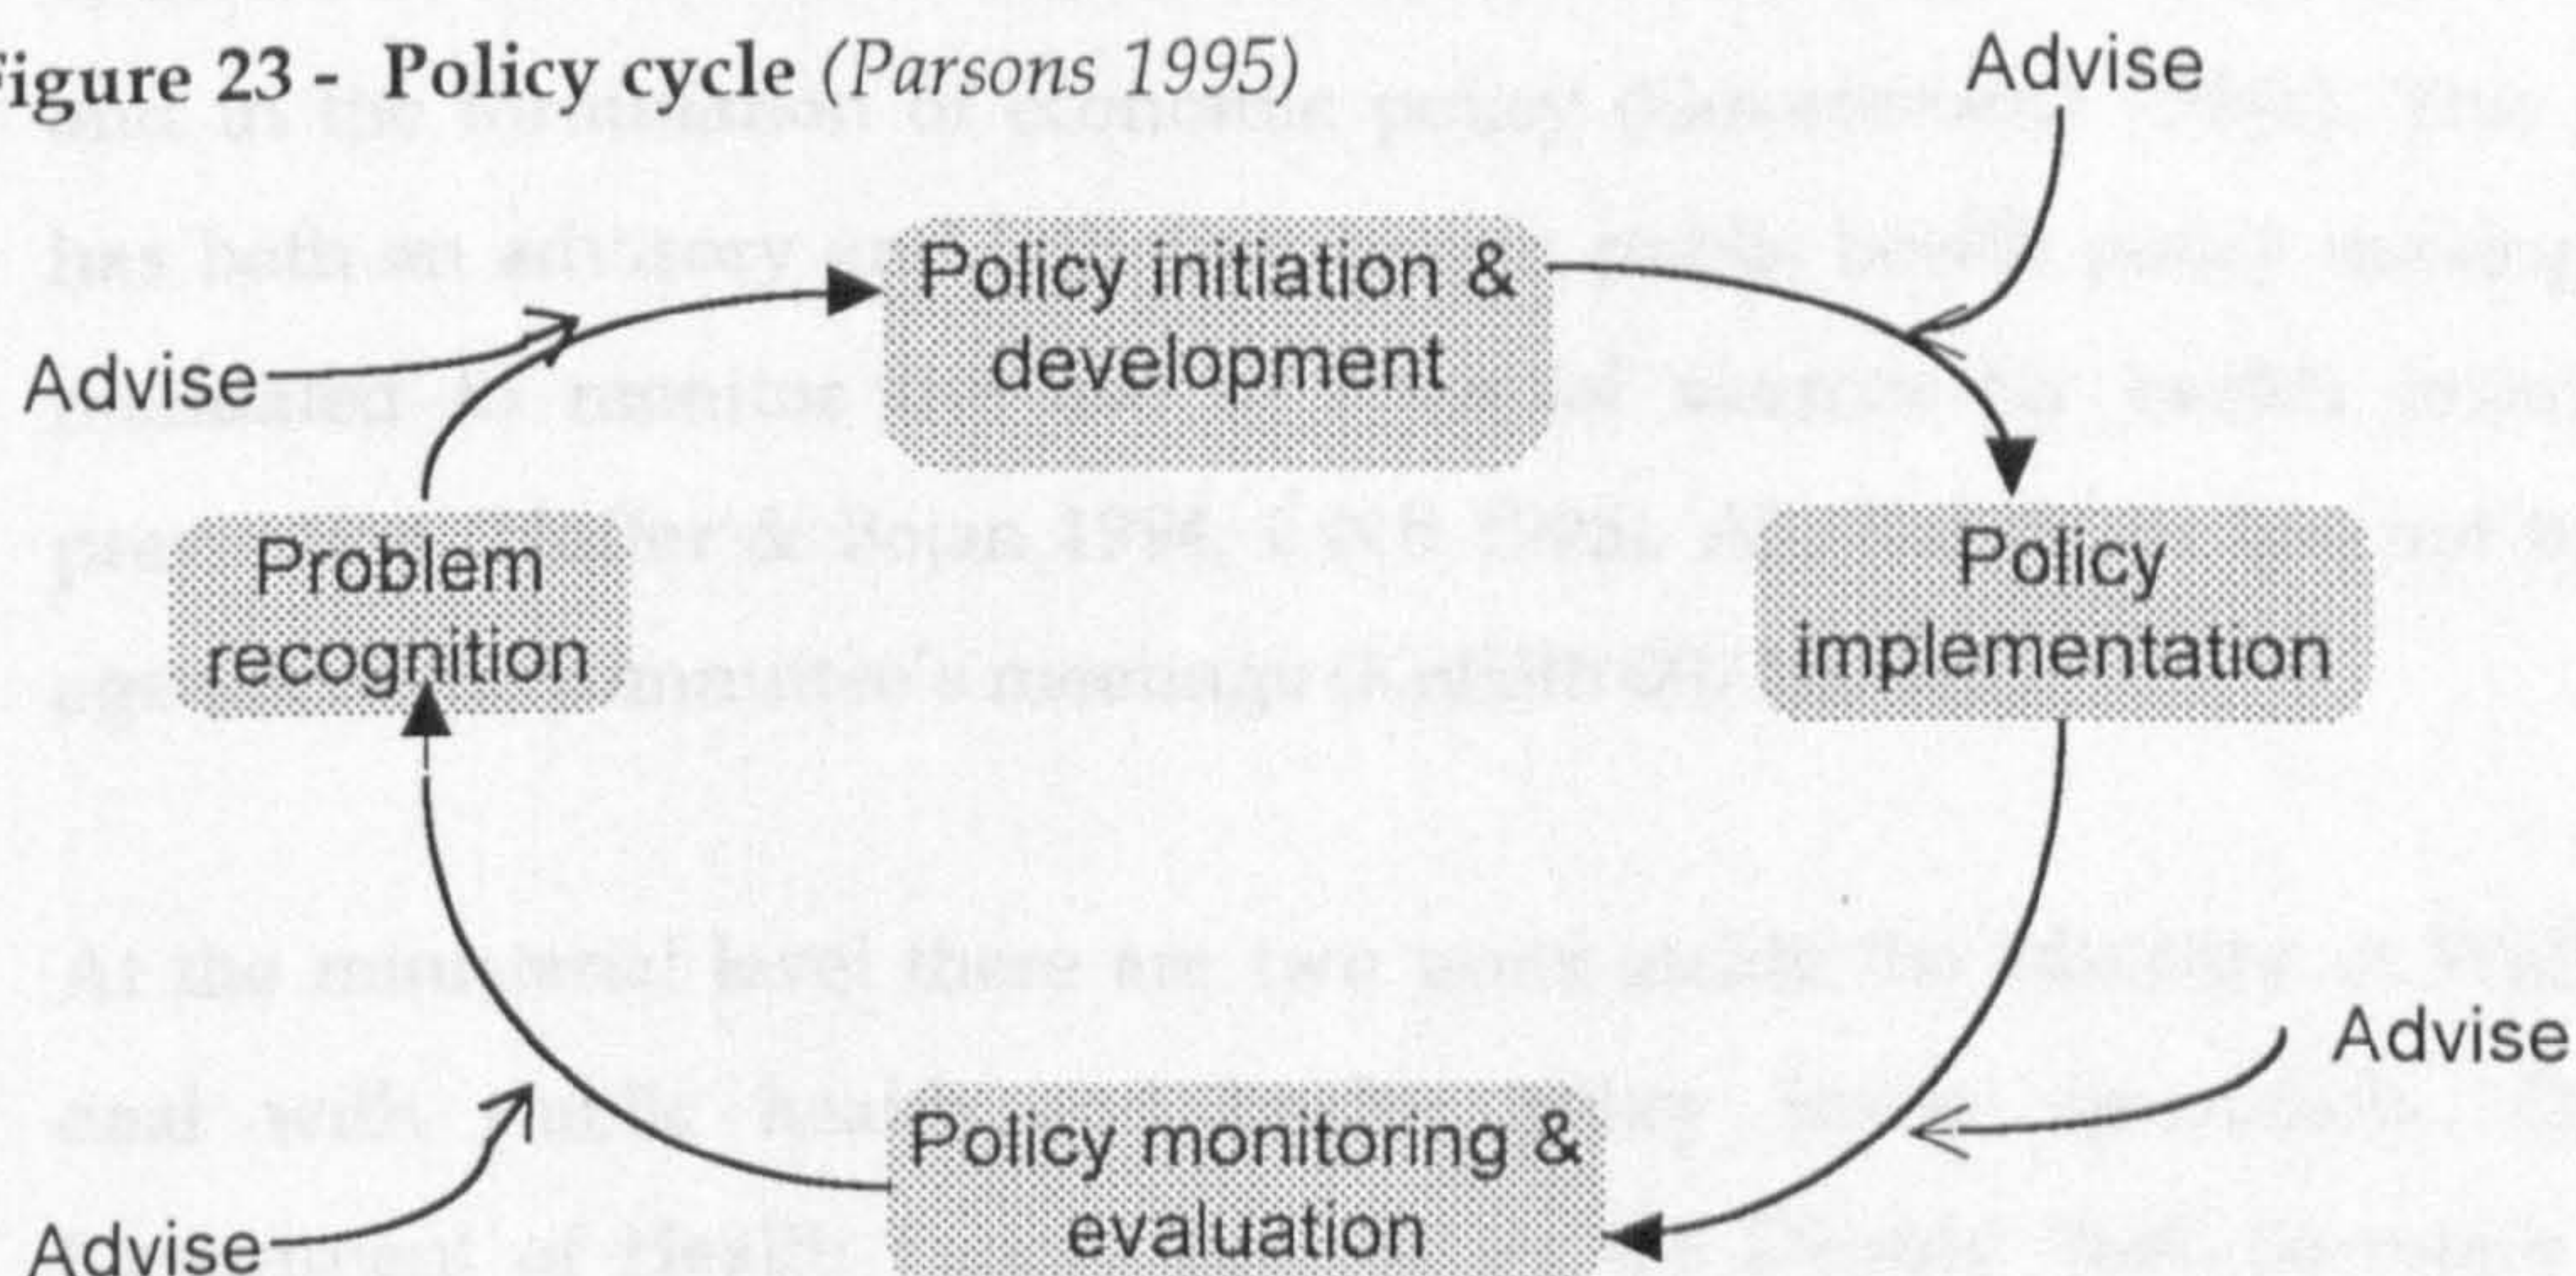 Figure 23 - Policy cycle (Parsons 1995)
Advise
Policy initiation &
development
Advise
Problem
recognition
Policy
implementation
Advise
Policy monitoring &
evaluation
Advise